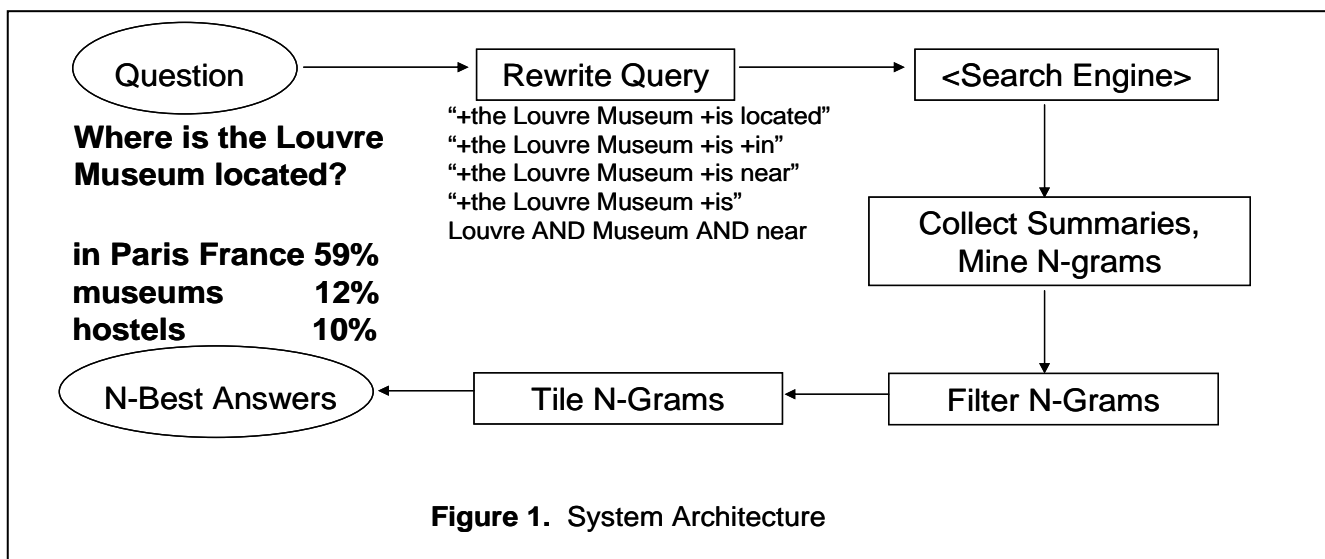 Question
Rewrite Query
<Search Engine>
Where is the Louvre
Museum located?
“+the Louvre Museum +is located”
“+the Louvre Museum +is +in”
“+the Louvre Museum +is near”
“+the Louvre Museum +is”
Louvre AND Museum AND near
Collect Summaries,
Mine N-grams
in Paris France 59%
museums 12%
hostels 10%
N-Best Answers
Tile N-Grams
Filter N-Grams
Figure 1. System Architecture